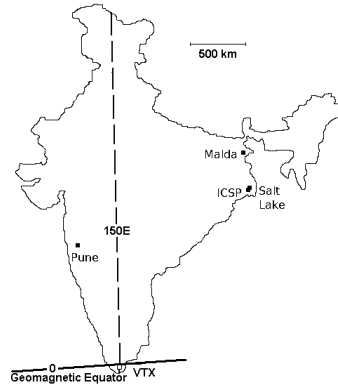 500 km
Malda
ICSP
Salt
Lake
150E
Pune
0
VTX
Geomagnetic Equator